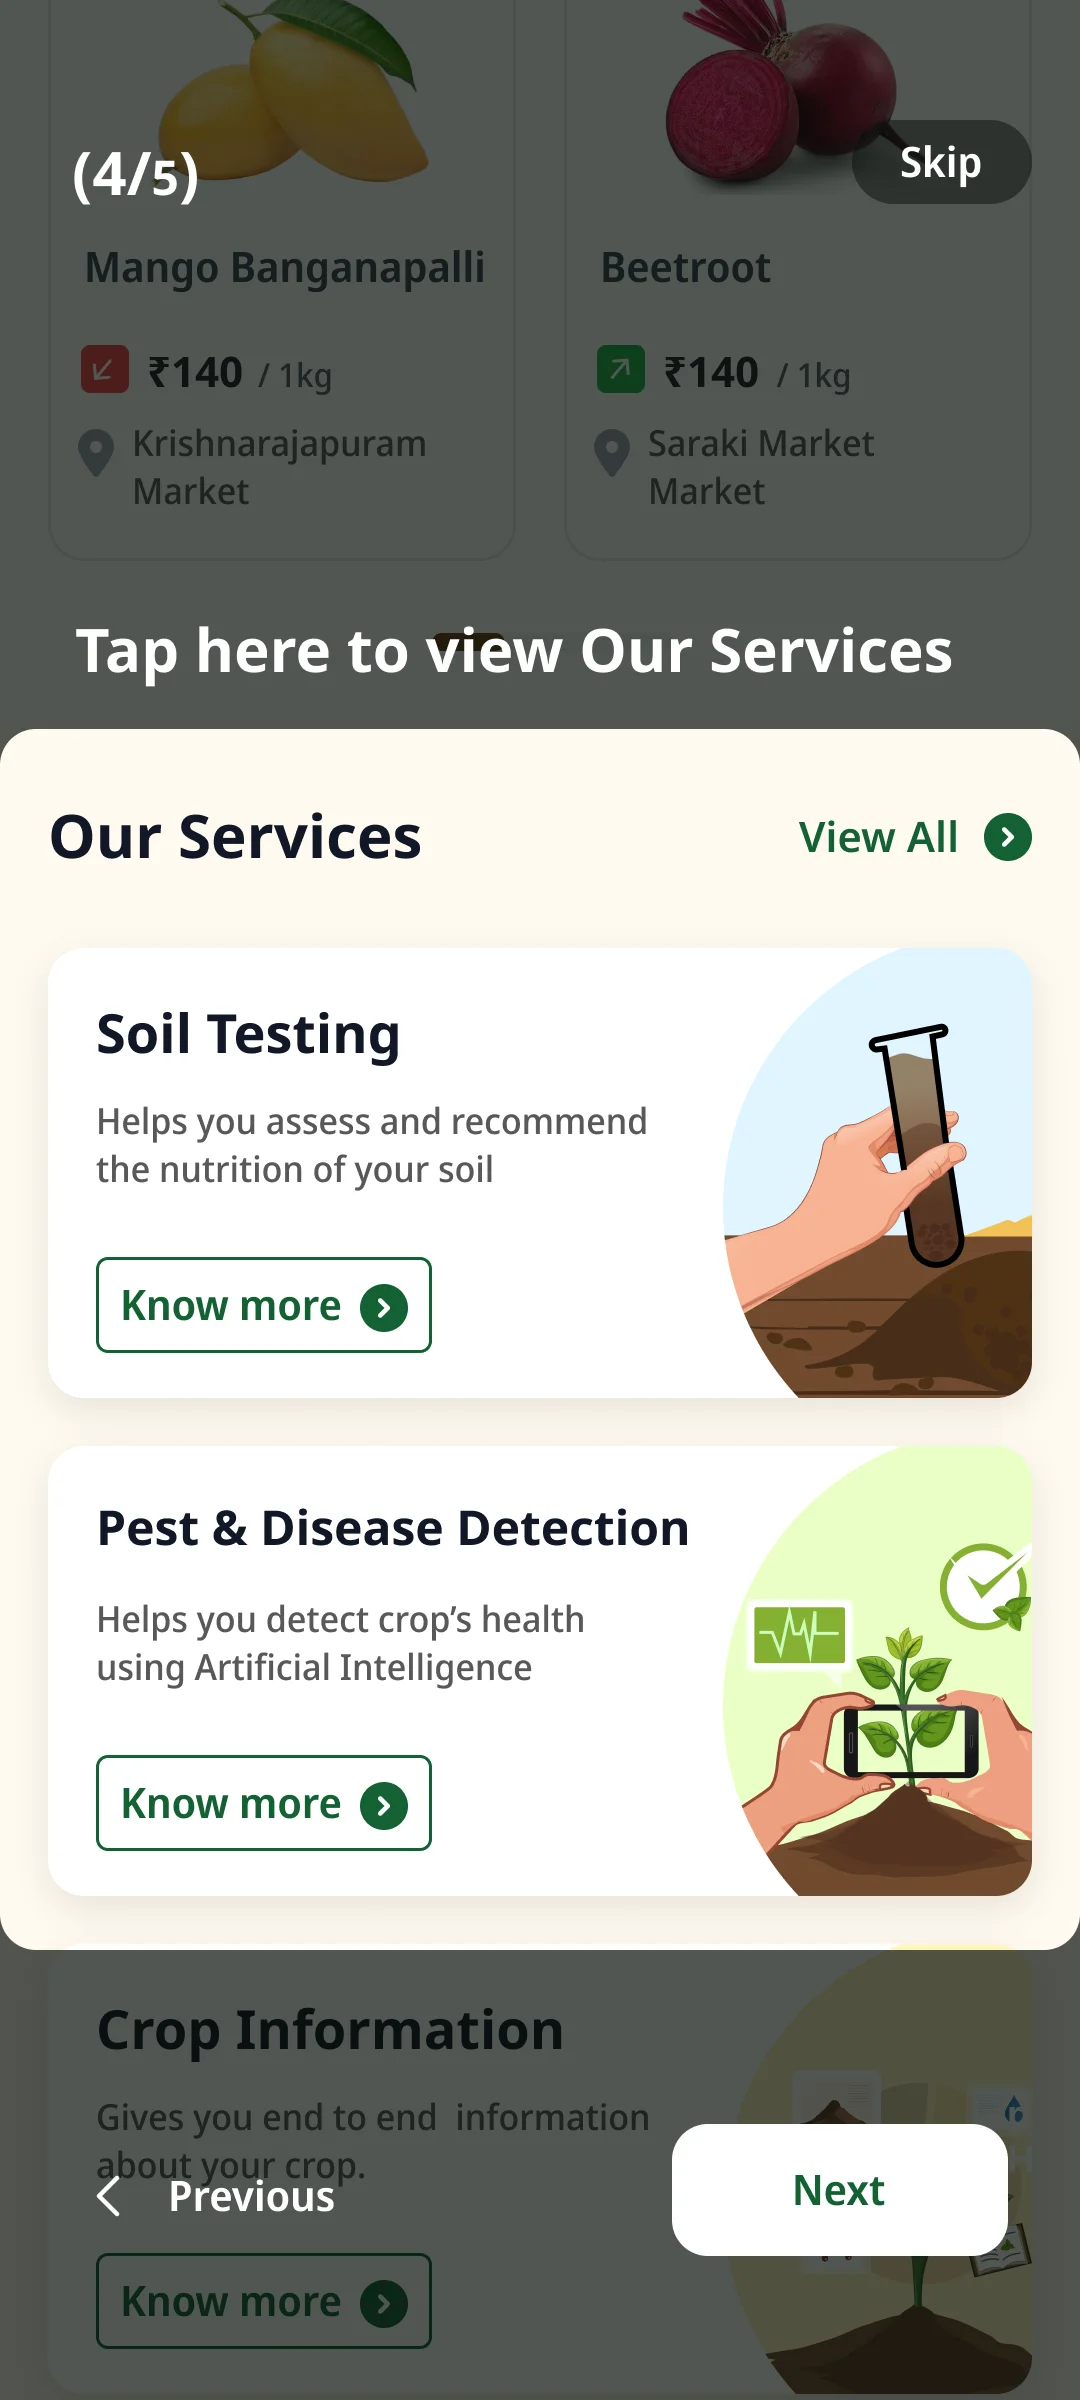 (4/5)
Skip
Mango Banganapalli
Beetroot
₹140 / 1kg
₹140 / 1kg
Krishnarajapuram
Market
Saraki Market
Market
Tap here to view Our Services
Our Services
View All
Soil Testing
Helps you assess and recommend
the nutrition of your soil
Know more
Pest & Disease Detection
Helps you detect crop’s health
using Artificial Intelligence
Know more
Crop Information
Gives you end to end  information
about your crop.
Previous
Next
Know more